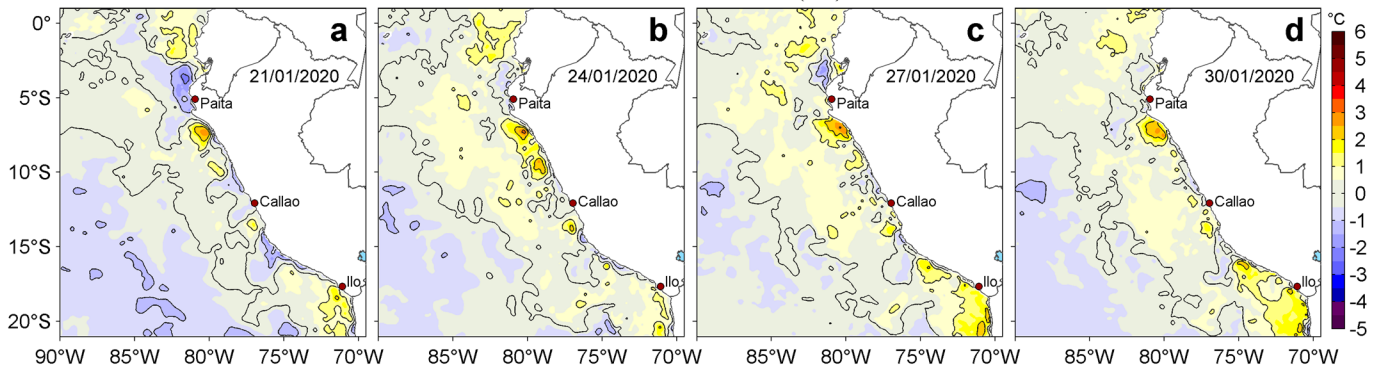 a b c d °C
21/01/2020 24/01/2020 27/01/2020 30/01/2020
Paita Paita Paita Paita
Callao Callao Callao Callao
Ilo Ilo Ilo Ilo
0°
5°S
10°S
15°S
20°S
90°W 85°W 80°W 75°W 70°W 85°W 80°W 75°W 70°W 85°W 80°W 75°W 70°W 85°W 80°W 75°W 70°W
6
5
4
3
2
1
0
-1
-2
-3
-4
-5